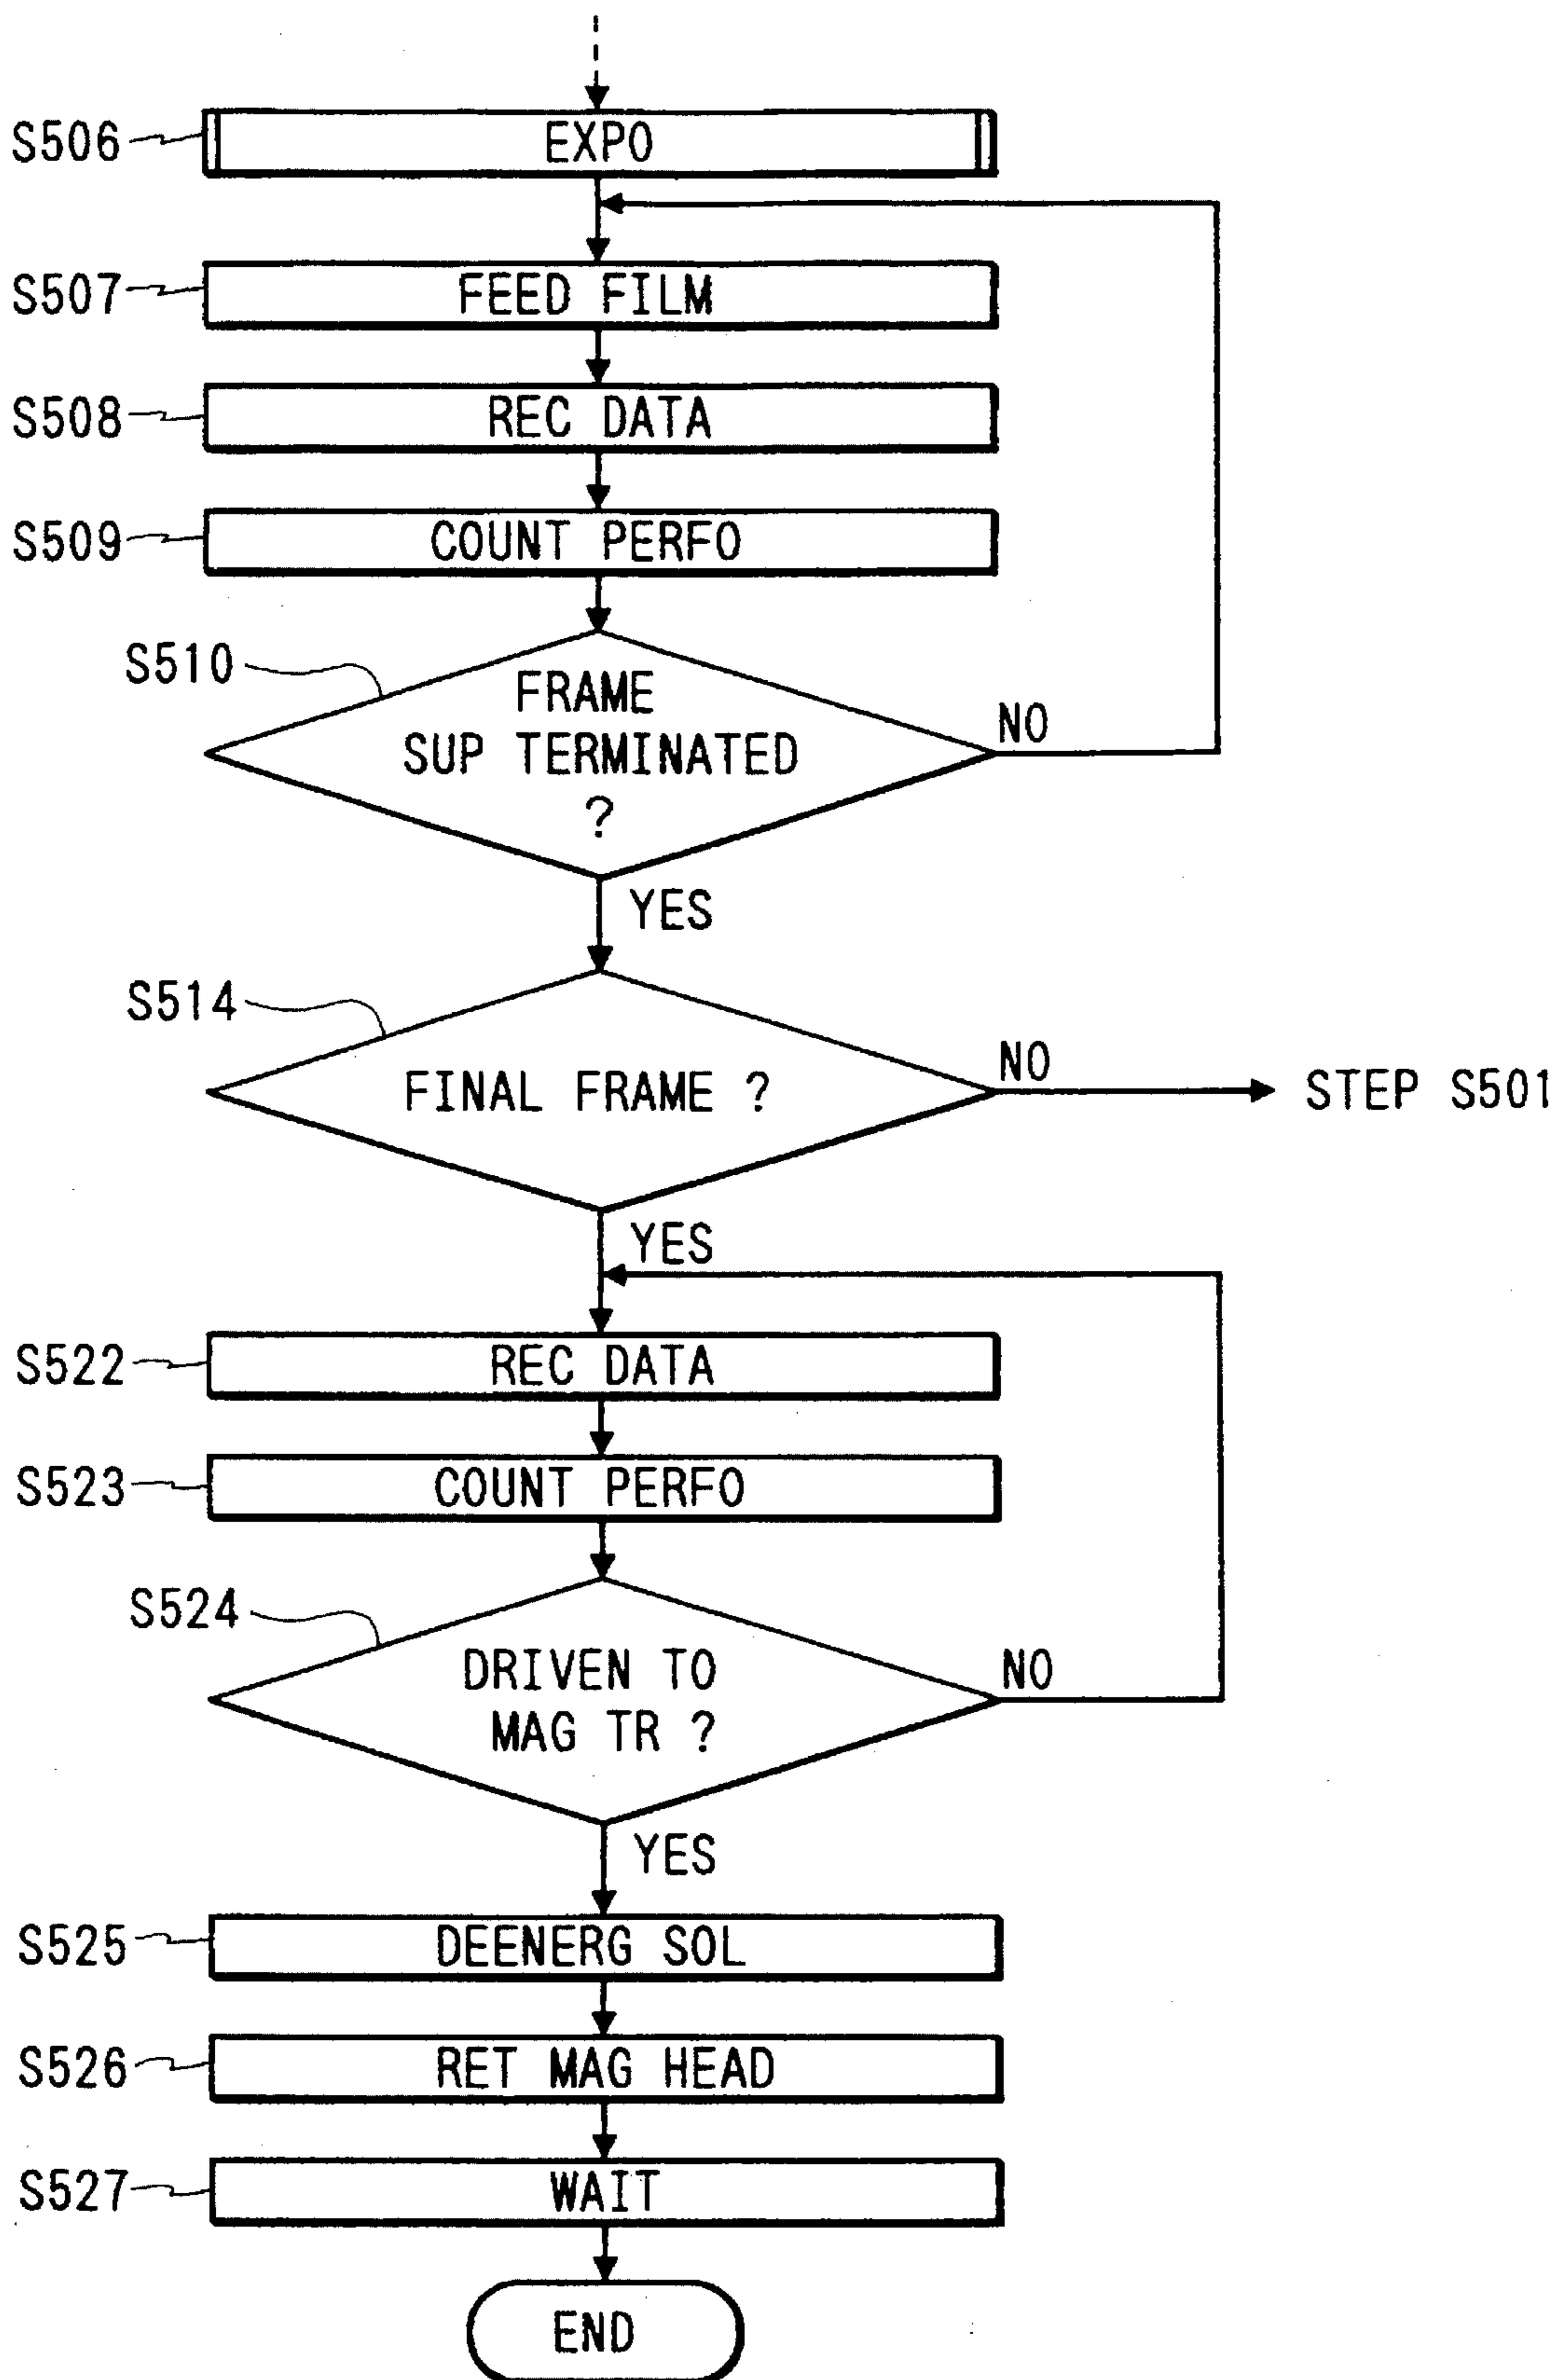 S506 EXPO
S507 FEED FILM
S508 REC DATA
S509 COUNT PERFO
S510
FRAME
SUP TERMINATED
?
NO
YES
S514
FINAL FRAME ?
NO
STEP S501
YES
S522 REC DATA
S523 COUNT PERFO
S524
DRIVEN TO
MAG TR ?
NO
YES
S525 DEENERG SOL
S526 RET MAG HEAD
S527 WAIT
END